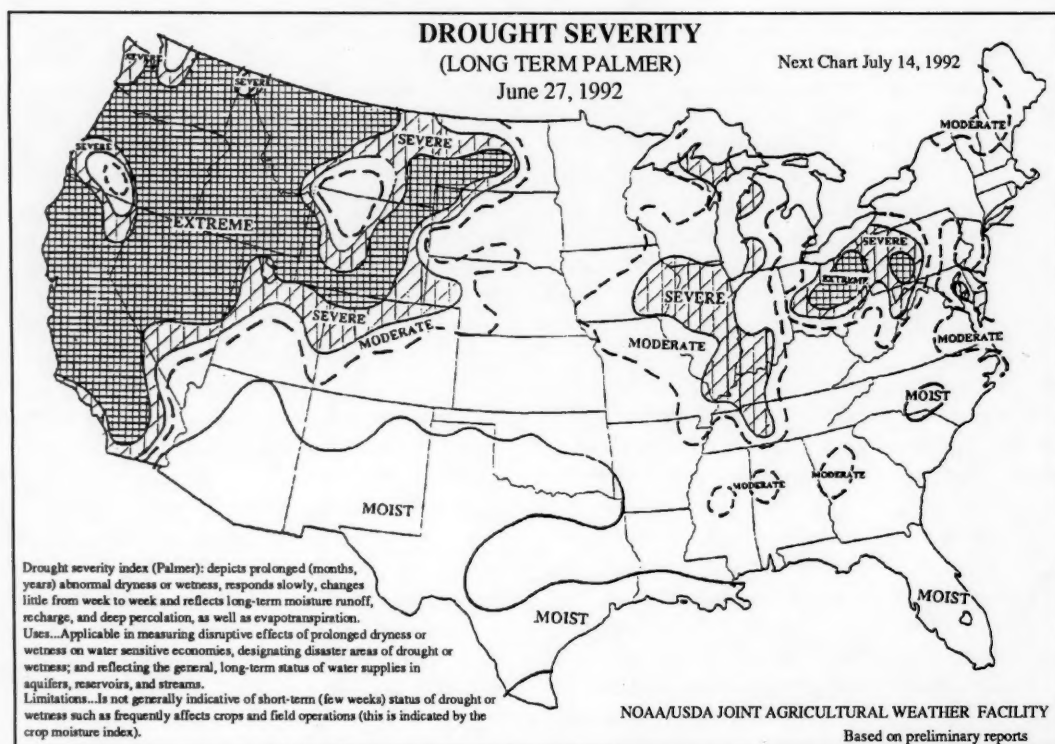 DROUGHT SEVERITY
(LONG TERM PALMER)
June 27, 1992
Next Chart July 14, 1992
SEVERE
SEVERE
SEVERE
SEVERE
EXTREME
SEVERE
MODERATE
SEVERE
MODERATE
MODERATE
SEVERE
EXTREME
MODERATE
MOIST
MODERATE
MODERATE
MOIST
MOIST
MOIST
Drought severity index (Palmer): depicts prolonged (months,
years) abnormal dryness or wetness, responds slowly, changes
little from week to week and reflects long-term moisture runoff,
recharge, and deep percolation, as well as evapotranspiration.
Uses...Applicable in measuring disruptive effects of prolonged dryness or
wetness on water sensitive economies, designating disaster areas of drought or
wetness; and reflecting the general, long-term status of water supplies in
aquifers, reservoirs, and streams.
Limitations...Is not generally indicative of short-term (few weeks) status of drought or
wetness such as frequently affects crops and field operations (this is indicated by the
crop moisture index).
NOAA/USDA JOINT AGRICULTURAL WEATHER FACILITY
Based on preliminary reports